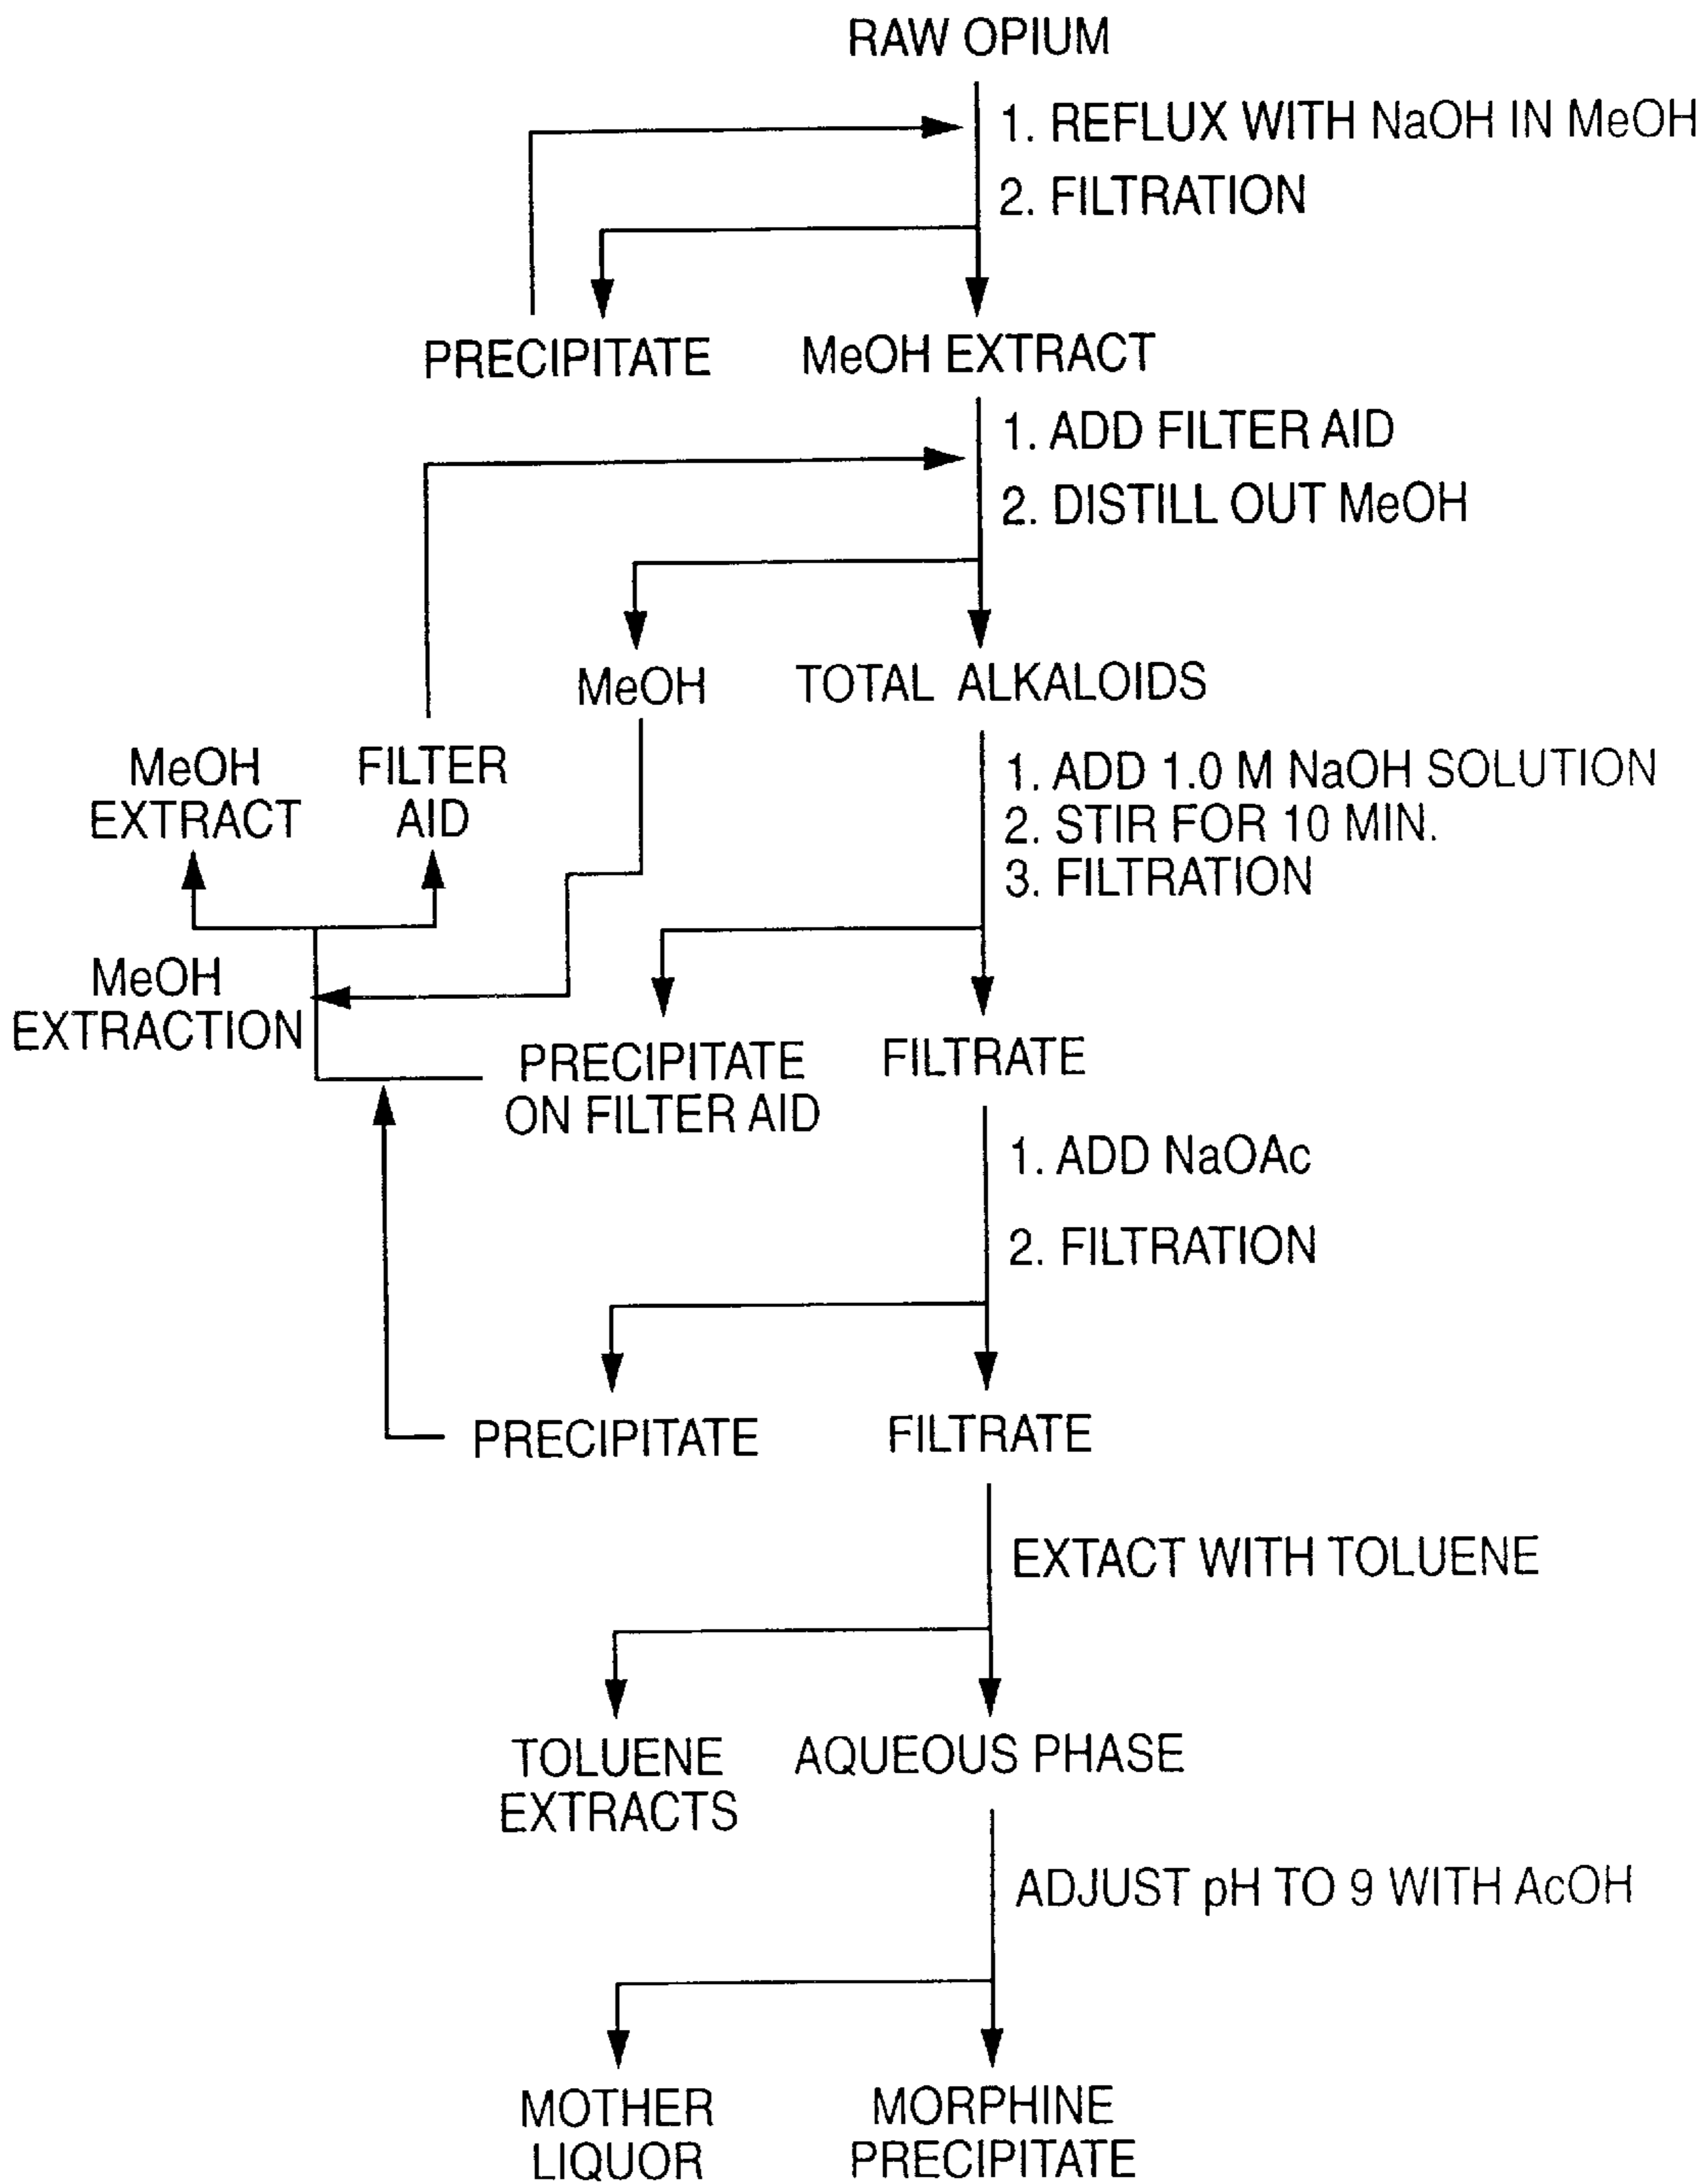 RAW OPIUM
1. REFLUX WITH NaOH IN MeOH
2. FILTRATION
PRECIPITATE
MeOH EXTRACT
1. ADD FILTER AID
2. DISTILL OUT MeOH
MeOH
TOTAL ALKALOIDS
MeOH
EXTRACT
FILTER
AID
1. ADD 1.0 M NaOH SOLUTION
2. STIR FOR 10 MIN.
3. FILTRATION
MeOH
EXTRACTION
PRECIPITATE
ON FILTER AID
FILTRATE
1. ADD NaOAc
2. FILTRATION
PRECIPITATE
FILTRATE
EXTACT WITH TOLUENE
TOLUENE
EXTRACTS
AQUEOUS PHASE
ADJUST pH TO 9 WITH AcOH
MOTHER
LIQUOR
MORPHINE
PRECIPITATE